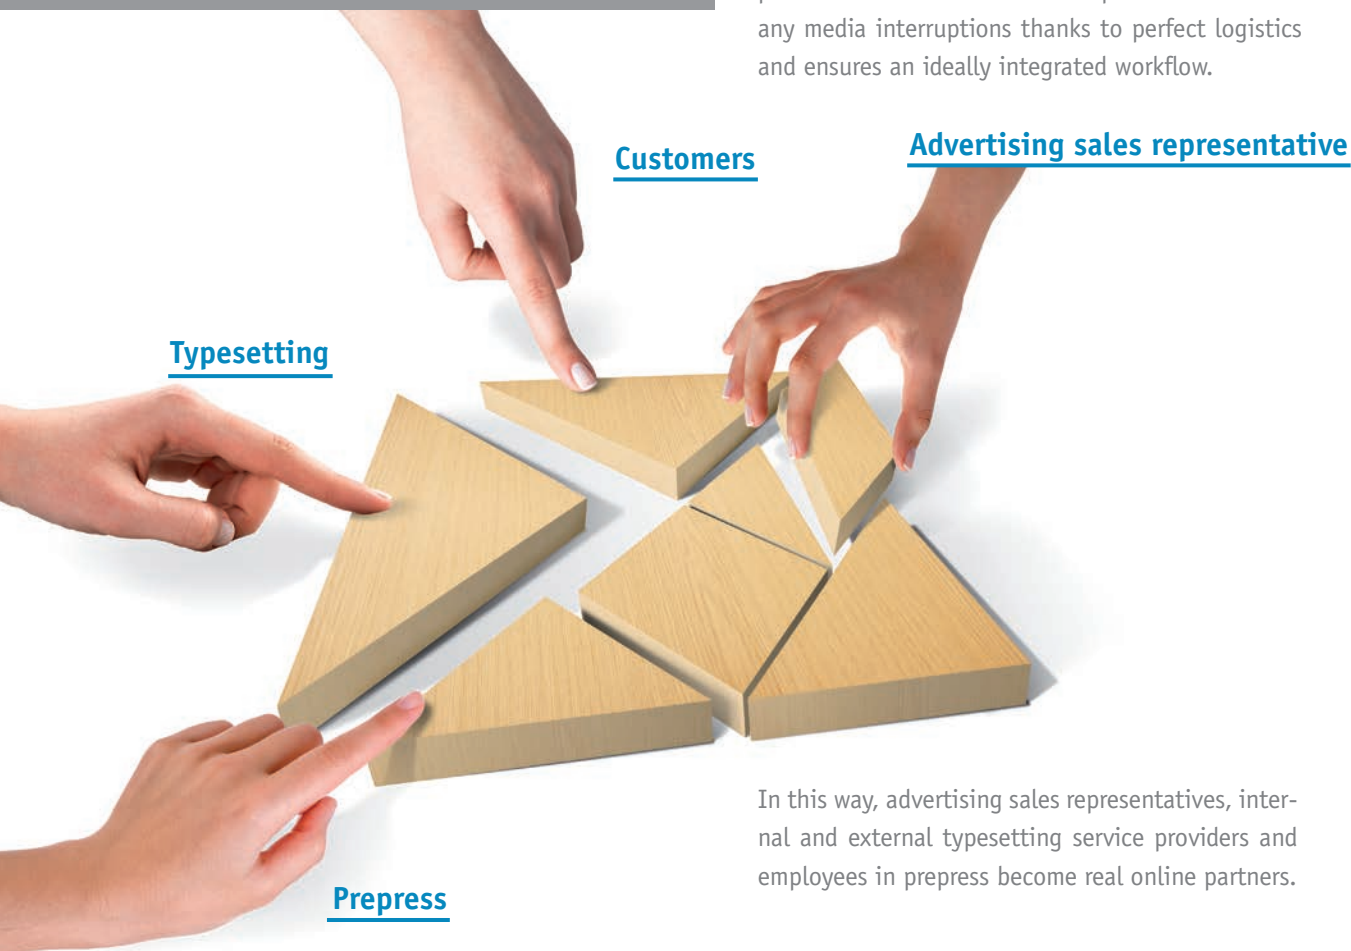 any media interruptions thanks to perfect logistics
and ensures an ideally integrated workflow.
Customers
Advertising sales representative
Typesetting
Prepress
In this way, advertising sales representatives, inter-
nal and external typesetting service providers and
employees in prepress become real online partners.